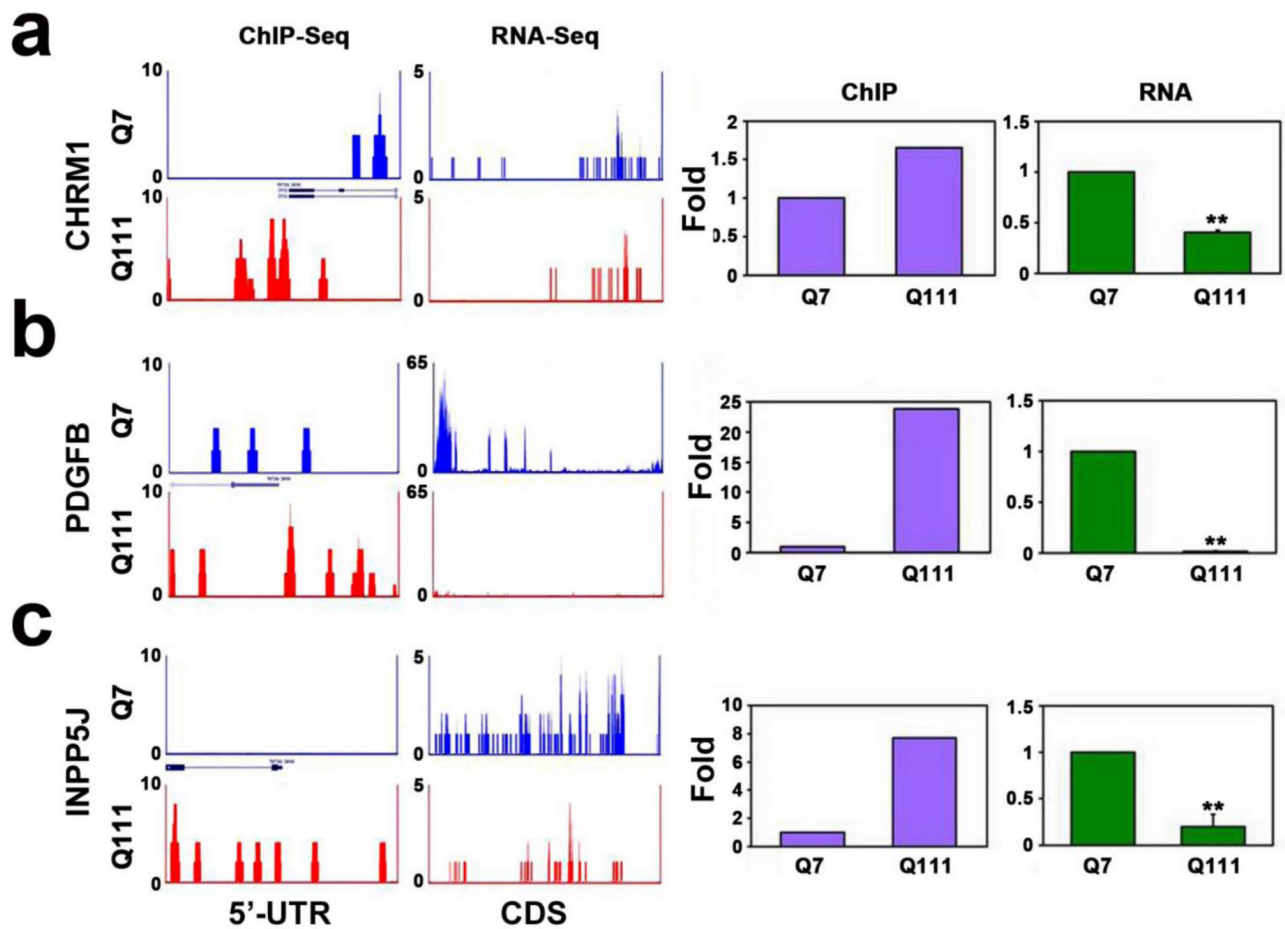 a
ChIP-Seq
RNA-Seq
ChIP
RNA
CHRM1
Q7
10
0
5
0
Q111
10
0
5
0
Fold
2
1.5
1
0.5
0
Q7
Q111
1.5
1
0.5
0
**
Q7
Q111
b
PDGFB
Q7
10
0
65
0
Q111
10
0
65
0
Fold
25
20
15
10
5
0
Q7
Q111
1.5
1
0.5
0
**
Q7
Q111
c
INPP5J
Q7
10
0
5
0
Q111
10
0
5
0
Fold
10
8
6
4
2
0
Q7
Q111
1.5
1
0.5
0
**
Q7
Q111
5’-UTR
CDS